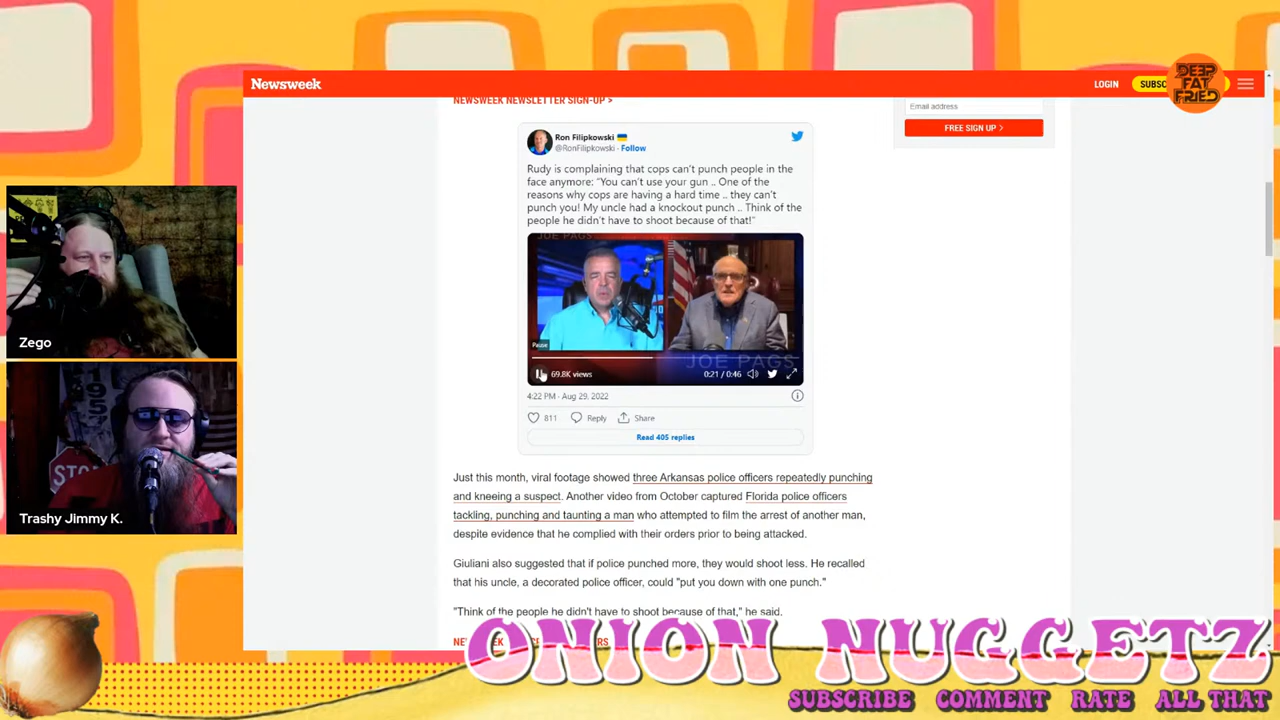 Newsweek
LOGIN
SUBSC
DEEP
FAT
FRIED
NEWSWEEK NEWSLETTER SIGN-UP >
Email address
FREE SIGN UP >
Ron Filipkowski
@RonFilipkowski · Follow
Rudy is complaining that cops can't punch people in the
face anymore: "You can't use your gun .. One of the
reasons why cops are having a hard time .. they can't
punch you! My uncle had a knockout punch .. Think of the
people he didn't have to shoot because of that!"
JOE PAGS
Pause
JOE PAGS
69.8K views
0:21 / 0:46
4:22 PM · Aug 29, 2022
811 Reply Share
Read 405 replies
Zego
STOP
Trashy Jimmy K.
Just this month, viral footage showed three Arkansas police officers repeatedly punching
and kneeing a suspect. Another video from October captured Florida police officers
tackling, punching and taunting a man who attempted to film the arrest of another man,
despite evidence that he complied with their orders prior to being attacked.
Giuliani also suggested that if police punched more, they would shoot less. He recalled
that his uncle, a decorated police officer, could "put you down with one punch."
"Think of the people he didn't have to shoot because of that," he said.
ONION NUGGETZ
SUBSCRIBE COMMENT RATE ALL THAT